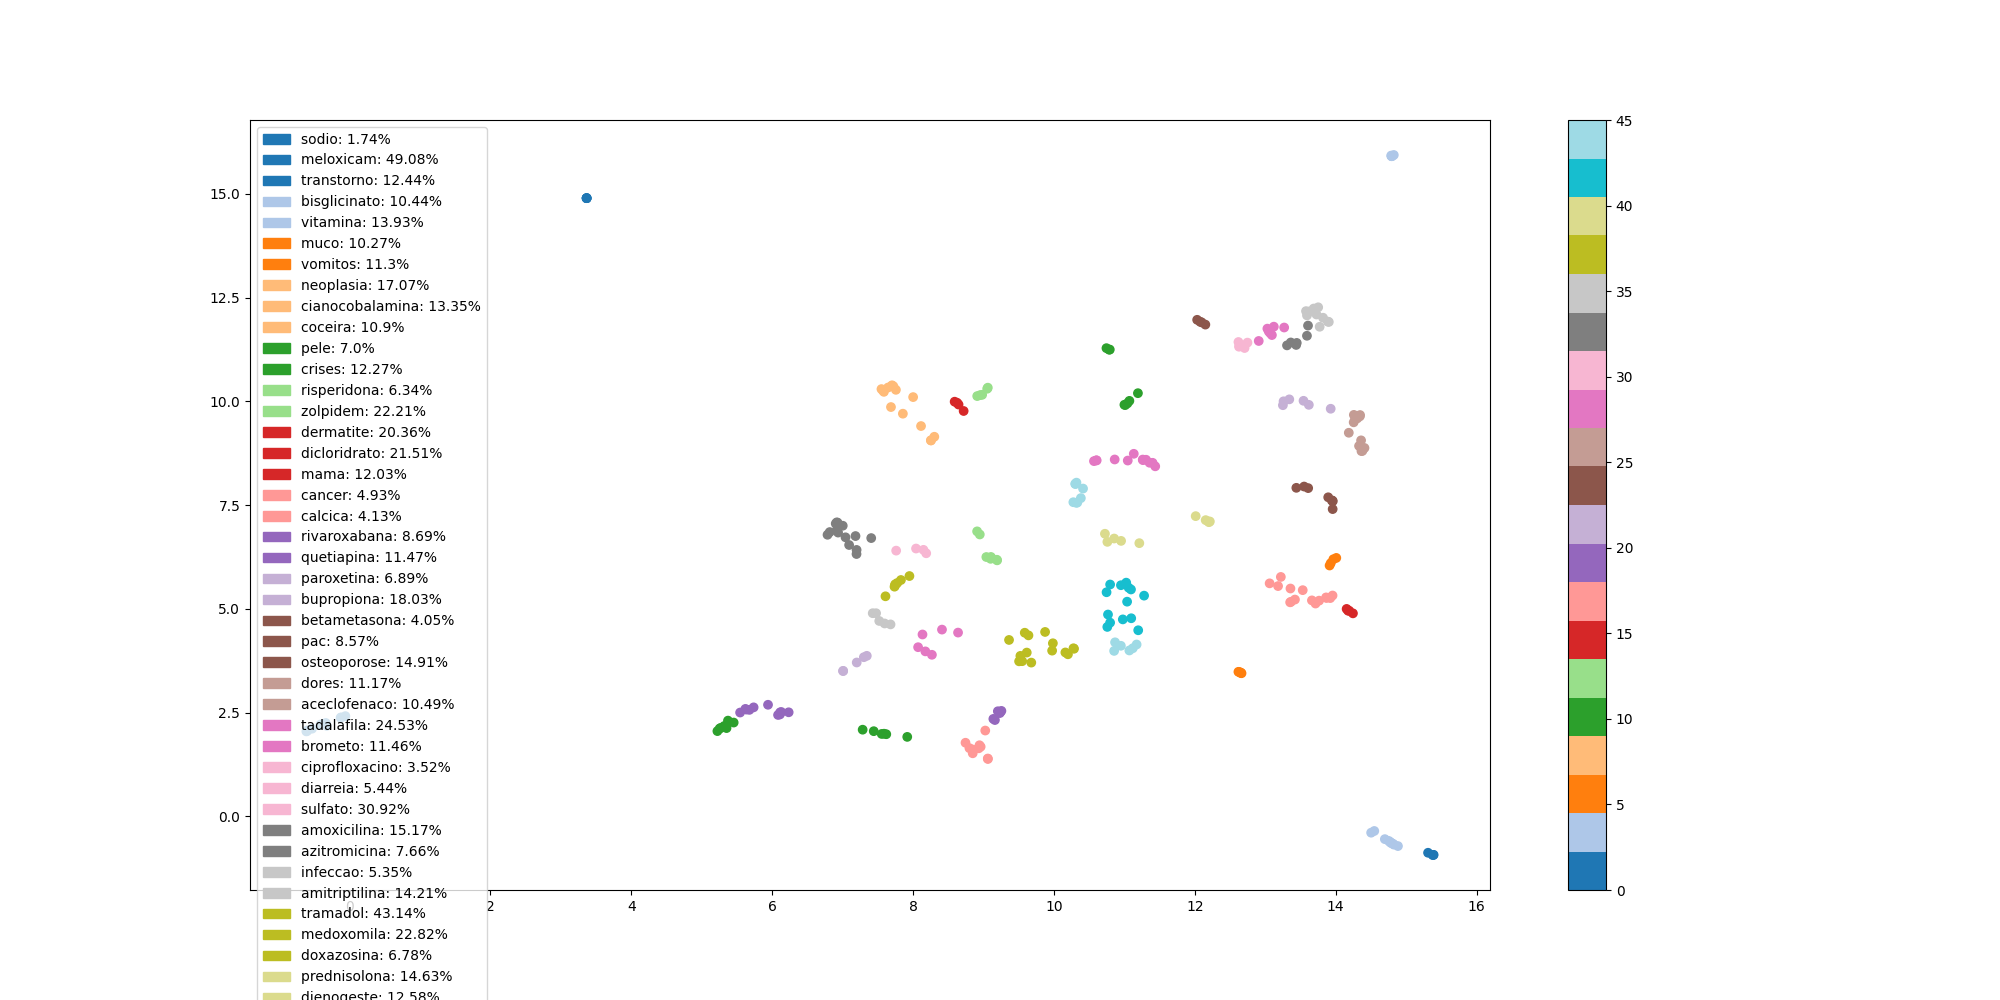 sodio: 1.74%
meloxicam: 49.08%
transtorno: 12.44%
bisglicinato: 10.44%
vitamina: 13.93%
muco: 10.27%
vomitos: 11.3%
neoplasia: 17.07%
cianocobalamina: 13.35%
coceira: 10.9%
pele: 7.0%
crises: 12.27%
risperidona: 6.34%
zolpidem: 22.21%
dermatite: 20.36%
dicloridrato: 21.51%
mama: 12.03%
cancer: 4.93%
calcica: 4.13%
rivaroxabana: 8.69%
quetiapina: 11.47%
paroxetina: 6.89%
bupropiona: 18.03%
betametasona: 4.05%
pac: 8.57%
osteoporose: 14.91%
dores: 11.17%
aceclofenaco: 10.49%
tadalafila: 24.53%
brometo: 11.46%
ciprofloxacino: 3.52%
diarreia: 5.44%
sulfato: 30.92%
amoxicilina: 15.17%
azitromicina: 7.66%
infeccao: 5.35%
amitriptilina: 14.21%
tramadol: 43.14%
medoxomila: 22.82%
doxazosina: 6.78%
prednisolona: 14.63%
dienogeste: 12.58%
15.0
12.5
10.0
7.5
5.0
2.5
0.0
0 2 4 6 8 10 12 14 16
45
40
35
30
25
20
15
10
5
0